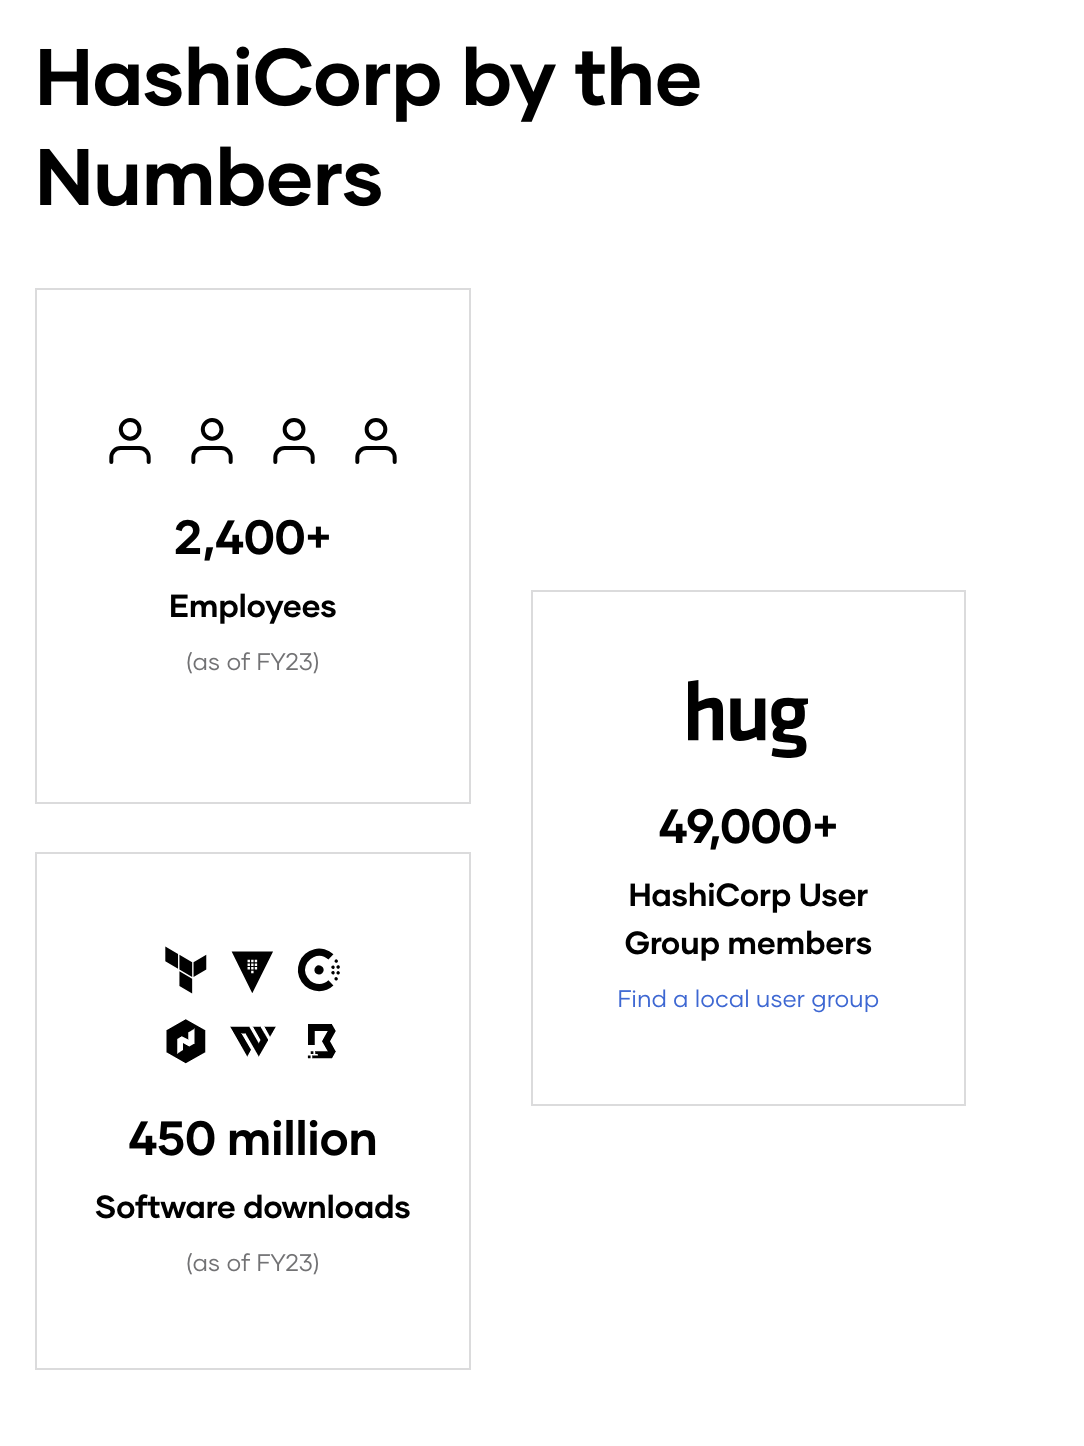 HashiCorp by the
Numbers
2,400+
Employees
(as of FY23)
hug
49,000+
HashiCorp User
Group members
Find a local user group
450 million
Software downloads
(as of FY23)